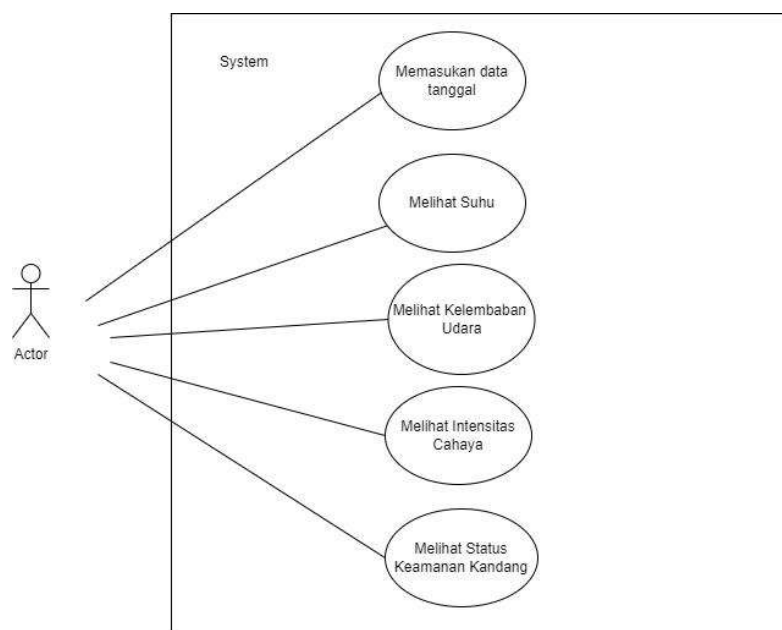 System
Memasukan data
tanggal
Melihat Suhu
Melihat Kelembaban
Udara
Actor
Melihat Intensitas
Cahaya
Melihat Status
Keamanan Kandang